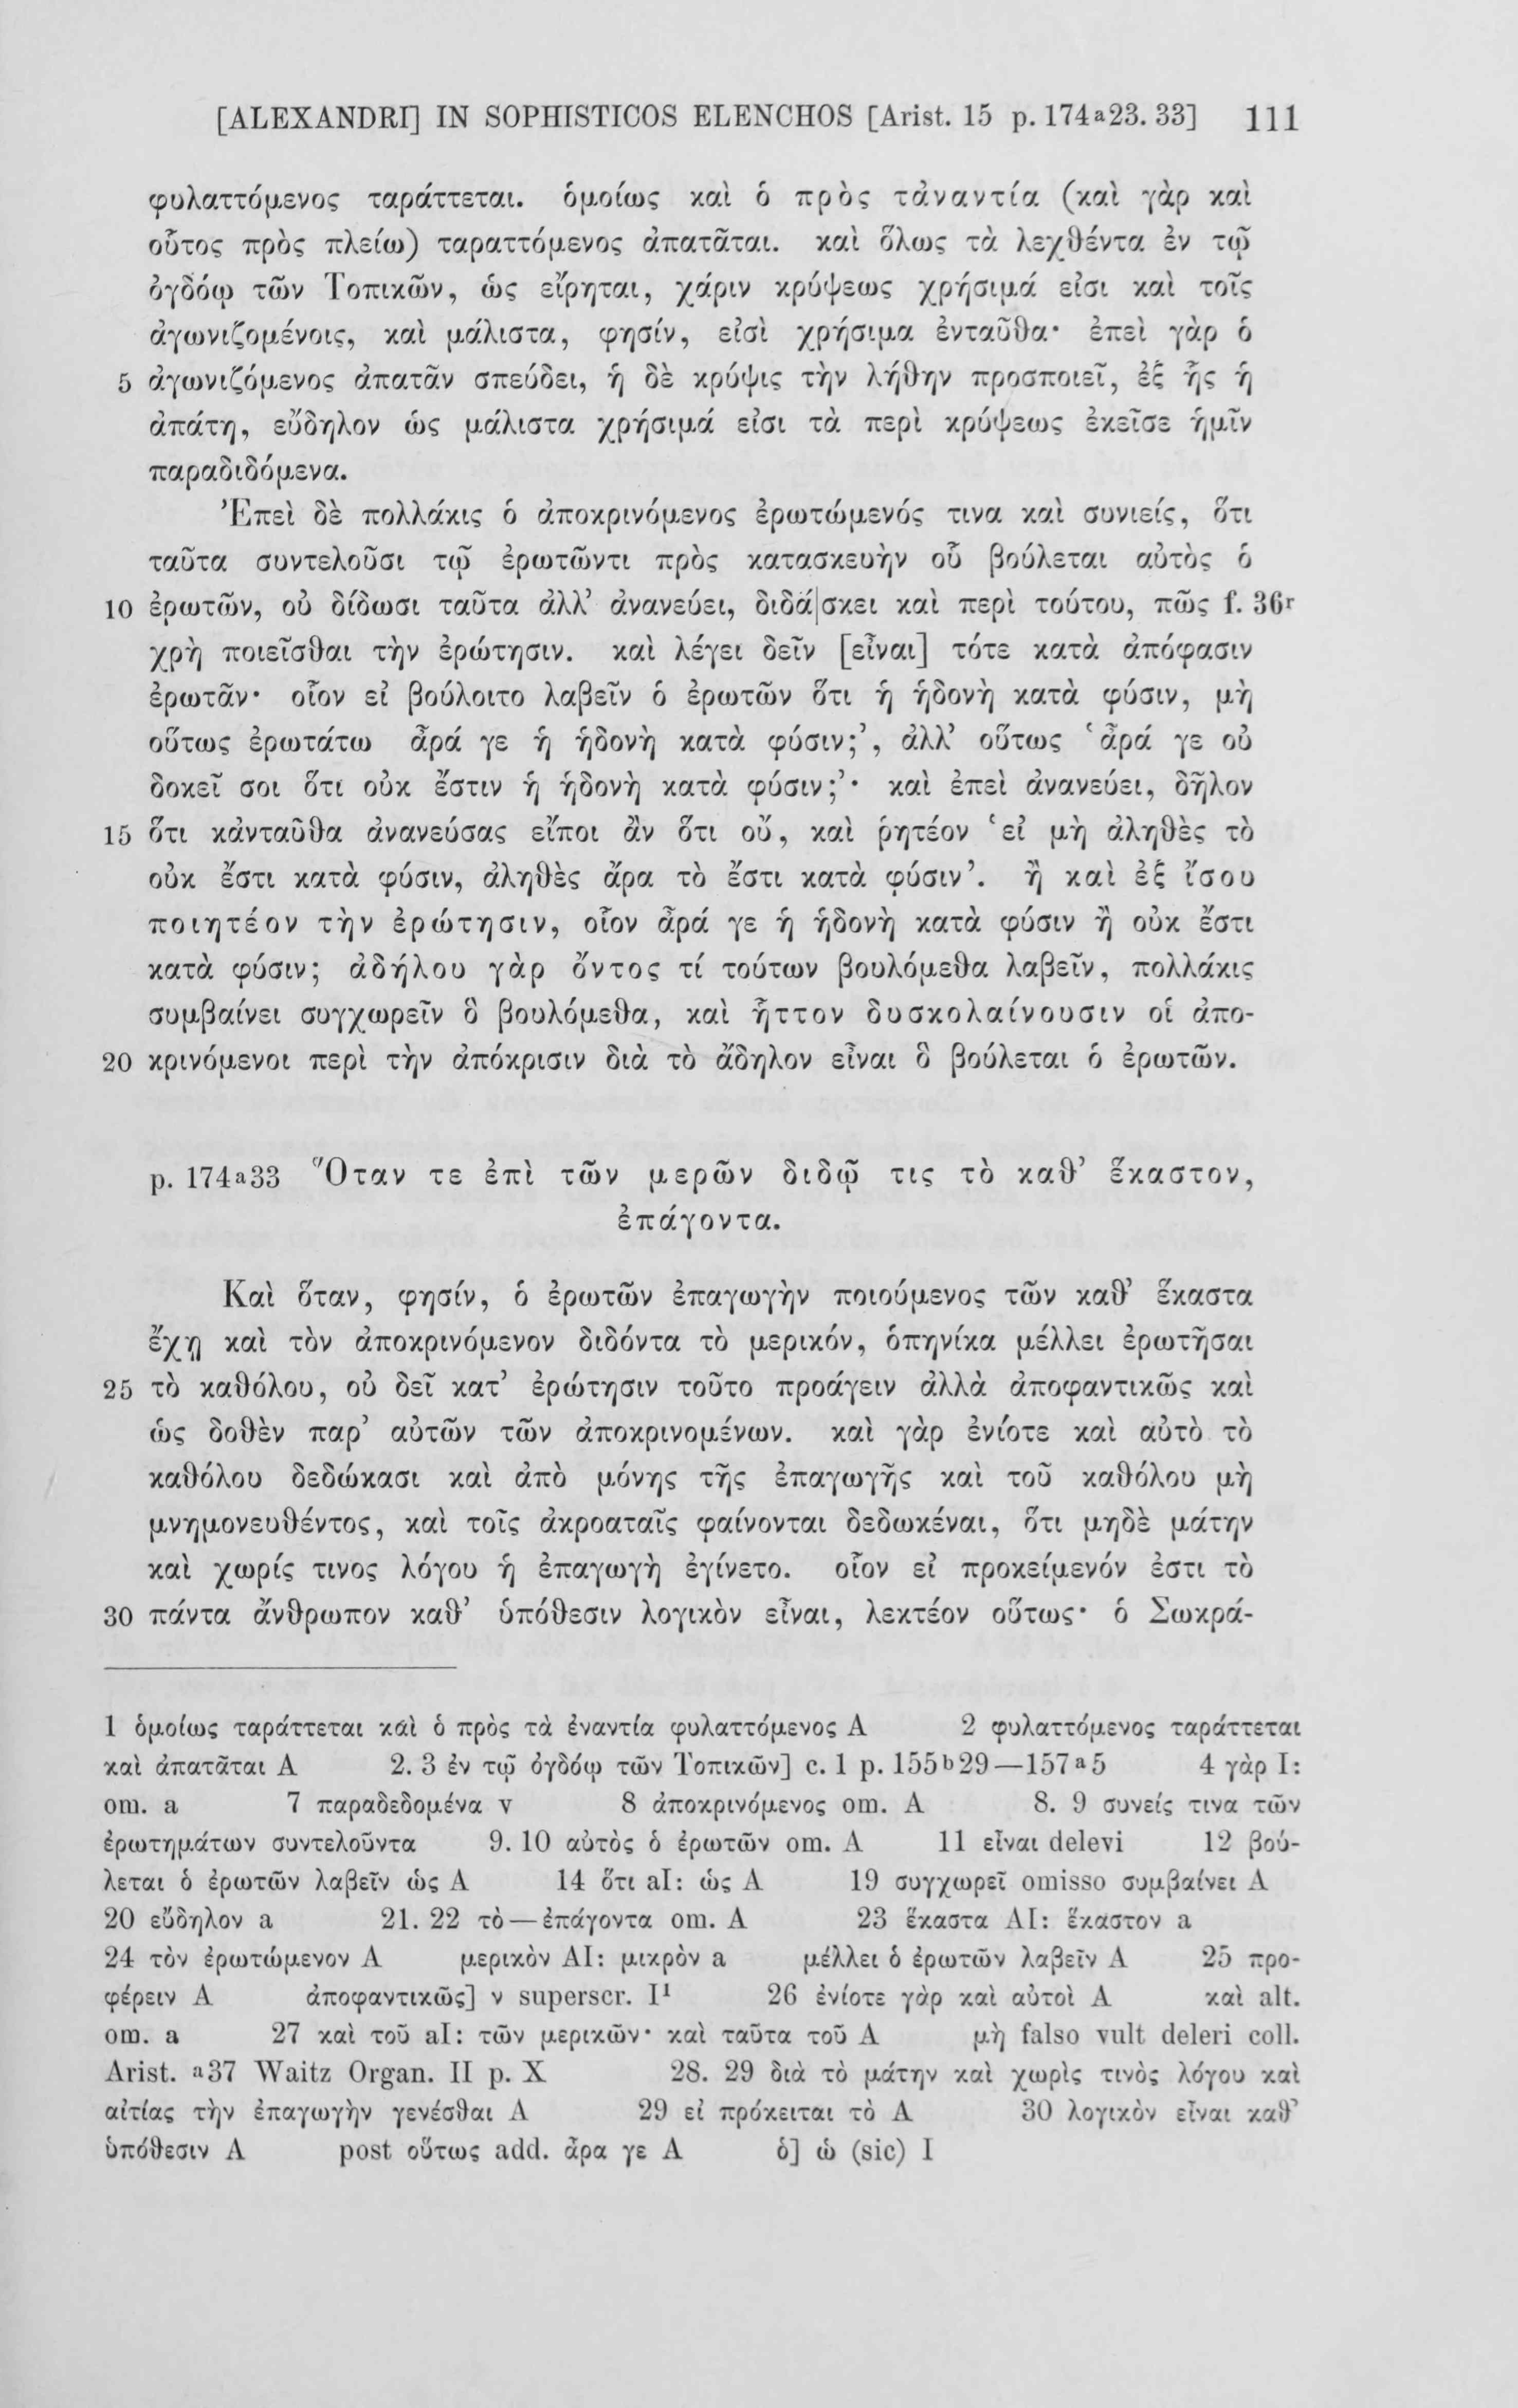 [ALEXANDRI] IN SOPHISTICOS ELENCHOS [Arist. 15 p. 174ᵃ23. 33] 111
φυλαττόμενος ταράττεται. ὁμοίως καὶ ὁ πρὸς τἀναντία (καὶ γὰρ καὶ
οὗτος πρὸς πλείω) ταραττόμενος ἀπατᾶται. καὶ ὅλως τὰ λεχθέντα ἐν τῷ
ὀγδόῳ τῶν Τοπικῶν, ὡς εἴρηται, χάριν κρύψεως χρήσιμά εἰσι καὶ τοῖς
ἀγωνιζομένοις, καὶ μάλιστα, φησίν, εἰσὶ χρήσιμα ἐνταῦθα· ἐπεὶ γὰρ ὁ
5 ἀγωνιζόμενος ἀπατᾶν σπεύδει, ἡ δὲ κρύψις τὴν λήθην προσποιεῖ, ἐξ ἧς ἡ
ἀπάτη, εὔδηλον ὡς μάλιστα χρήσιμά εἰσι τὰ περὶ κρύψεως ἐκεῖσε ἡμῖν
παραδιδόμενα.
Ἐπεὶ δὲ πολλάκις ὁ ἀποκρινόμενος ἐρωτώμενός τινα καὶ συνιείς, ὅτι
ταῦτα συντελοῦσι τῷ ἐρωτῶντι πρὸς κατασκευὴν οὗ βούλεται αὐτὸς ὁ
10 ἐρωτῶν, οὐ δίδωσι ταῦτα ἀλλ’ ἀνανεύει, διδά|σκει καὶ περὶ τούτου, πῶς f. 36ʳ
χρὴ ποιεῖσθαι τὴν ἐρώτησιν. καὶ λέγει δεῖν [εἶναι] τότε κατὰ ἀπόφασιν
ἐρωτᾶν· οἷον εἰ βούλοιτο λαβεῖν ὁ ἐρωτῶν ὅτι ἡ ἡδονὴ κατὰ φύσιν, μὴ
οὕτως ἐρωτάτω ἆρά γε ἡ ἡδονὴ κατὰ φύσιν;’, ἀλλ’ οὕτως ‘ἆρά γε οὐ
δοκεῖ σοι ὅτι οὐκ ἔστιν ἡ ἡδονὴ κατὰ φύσιν;’· καὶ ἐπεὶ ἀνανεύει, δῆλον
15 ὅτι κἀνταῦθα ἀνανεύσας εἴποι ἂν ὅτι οὔ, καὶ ῥητέον ‘εἰ μὴ ἀληθὲς τὸ
οὐκ ἔστι κατὰ φύσιν, ἀληθὲς ἄρα τὸ ἔστι κατὰ φύσιν’. ἢ καὶ ἐξ ἴσου
ποιητέον τὴν ἐρώτησιν, οἷον ἆρά γε ἡ ἡδονὴ κατὰ φύσιν ἢ οὐκ ἔστι
κατὰ φύσιν; ἀδήλου γὰρ ὄντος τί τούτων βουλόμεθα λαβεῖν, πολλάκις
συμβαίνει συγχωρεῖν ὃ βουλόμεθα, καὶ ἧττον δυσκολαίνουσιν οἱ ἀπο-
20 κρινόμενοι περὶ τὴν ἀπόκρισιν διὰ τὸ ἄδηλον εἶναι ὃ βούλεται ὁ ἐρωτῶν.
p. 174ᵃ33 Ὅταν τε ἐπὶ τῶν μερῶν διδῷ τις τὸ καθ’ ἕκαστον,
ἐπάγοντα.
Καὶ ὅταν, φησίν, ὁ ἐρωτῶν ἐπαγωγὴν ποιούμενος τῶν καθ’ ἕκαστα
ἔχῃ καὶ τὸν ἀποκρινόμενον διδόντα τὸ μερικόν, ὁπηνίκα μέλλει ἐρωτῆσαι
25 τὸ καθόλου, οὐ δεῖ κατ’ ἐρώτησιν τοῦτο προάγειν ἀλλὰ ἀποφαντικῶς καὶ
ὡς δοθὲν παρ’ αὐτῶν τῶν ἀποκρινομένων. καὶ γὰρ ἐνίοτε καὶ αὐτὸ τὸ
καθόλου δεδώκασι καὶ ἀπὸ μόνης τῆς ἐπαγωγῆς καὶ τοῦ καθόλου μὴ
μνημονευθέντος, καὶ τοῖς ἀκροαταῖς φαίνονται δεδωκέναι, ὅτι μηδὲ μάτην
καὶ χωρίς τινος λόγου ἡ ἐπαγωγὴ ἐγίνετο. οἷον εἰ προκείμενόν ἐστι τὸ
30 πάντα ἄνθρωπον καθ’ ὑπόθεσιν λογικὸν εἶναι, λεκτέον οὕτως· ὁ Σωκρά-
1 ὁμοίως ταράττεται καὶ ὁ πρὸς τὰ ἐναντία φυλαττόμενος A 2 φυλαττόμενος ταράττεται
καὶ ἀπατᾶται A 2. 3 ἐν τῷ ὀγδόῳ τῶν Τοπικῶν] c. 1 p. 155ᵇ29—157ᵃ5 4 γὰρ I:
om. a 7 παραδεδομένα v 8 ἀποκρινόμενος om. A 8. 9 συνείς τινα τῶν
ἐρωτημάτων συντελοῦντα 9. 10 αὐτὸς ὁ ἐρωτῶν om. A 11 εἶναι delevi 12 βού-
λεται ὁ ἐρωτῶν λαβεῖν ὡς A 14 ὅτι aI: ὡς A 19 συγχωρεῖ omisso συμβαίνει A
20 εὔδηλον a 21. 22 τὸ—ἐπάγοντα om. A 23 ἕκαστα AI: ἕκαστον a
24 τὸν ἐρωτώμενον A μερικὸν AI: μικρὸν a μέλλει ὁ ἐρωτῶν λαβεῖν A 25 προ-
φέρειν A ἀποφαντικῶς] ν superscr. I¹ 26 ἐνίοτε γὰρ καὶ αὐτοὶ A καὶ alt.
om. a 27 καὶ τοῦ aI: τῶν μερικῶν· καὶ ταῦτα τοῦ A μὴ falso vult deleri coll.
Arist. ᵃ37 Waitz Organ. II p. X 28. 29 διὰ τὸ μάτην καὶ χωρὶς τινὸς λόγου καὶ
αἰτίας τὴν ἐπαγωγὴν γενέσθαι A 29 εἰ πρόκειται τὸ A 30 λογικὸν εἶναι καθ’
ὑπόθεσιν A post οὕτως add. ἆρα γε A ὁ] ὠ (sic) I